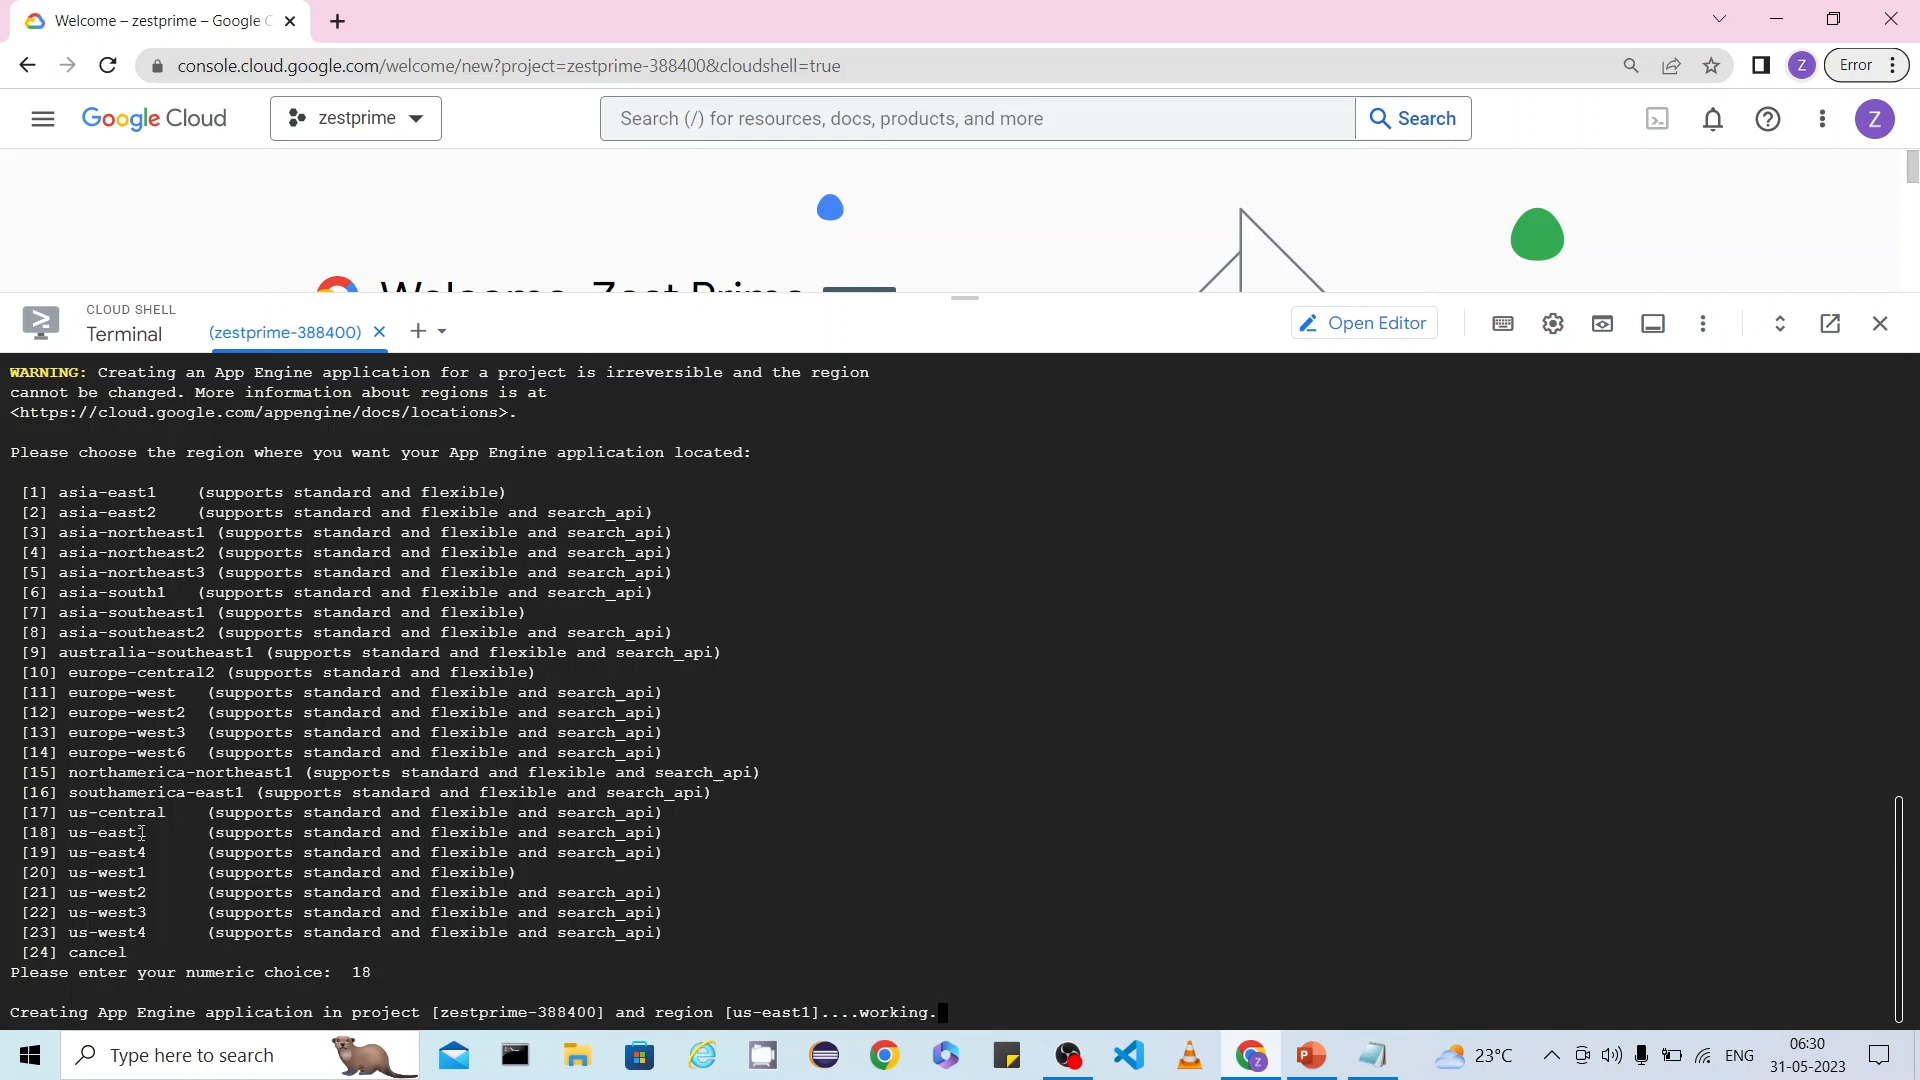 Welcome – zestprime – Google C
console.cloud.google.com/welcome/new?project=zestprime-388400&cloudshell=true
Z
Error
Google Cloud
zestprime
Search (/) for resources, docs, products, and more
Search
Z
Welcome, Zest Prime
CLOUD SHELL
Terminal
(zestprime-388400)
Open Editor
WARNING: Creating an App Engine application for a project is irreversible and the region
cannot be changed. More information about regions is at
<https://cloud.google.com/appengine/docs/locations>.
Please choose the region where you want your App Engine application located:
[1] asia-east1    (supports standard and flexible)
[2] asia-east2    (supports standard and flexible and search_api)
[3] asia-northeast1 (supports standard and flexible and search_api)
[4] asia-northeast2 (supports standard and flexible and search_api)
[5] asia-northeast3 (supports standard and flexible and search_api)
[6] asia-south1   (supports standard and flexible and search_api)
[7] asia-southeast1 (supports standard and flexible)
[8] asia-southeast2 (supports standard and flexible and search_api)
[9] australia-southeast1 (supports standard and flexible and search_api)
[10] europe-central2 (supports standard and flexible)
[11] europe-west   (supports standard and flexible and search_api)
[12] europe-west2  (supports standard and flexible and search_api)
[13] europe-west3  (supports standard and flexible and search_api)
[14] europe-west6  (supports standard and flexible and search_api)
[15] northamerica-northeast1 (supports standard and flexible and search_api)
[16] southamerica-east1 (supports standard and flexible and search_api)
[17] us-central    (supports standard and flexible and search_api)
[18] us-east1      (supports standard and flexible and search_api)
[19] us-east4      (supports standard and flexible and search_api)
[20] us-west1      (supports standard and flexible)
[21] us-west2      (supports standard and flexible and search_api)
[22] us-west3      (supports standard and flexible and search_api)
[23] us-west4      (supports standard and flexible and search_api)
[24] cancel
Please enter your numeric choice:  18
Creating App Engine application in project [zestprime-388400] and region [us-east1]....working.
Type here to search
23°C
ENG
06:30
31-05-2023